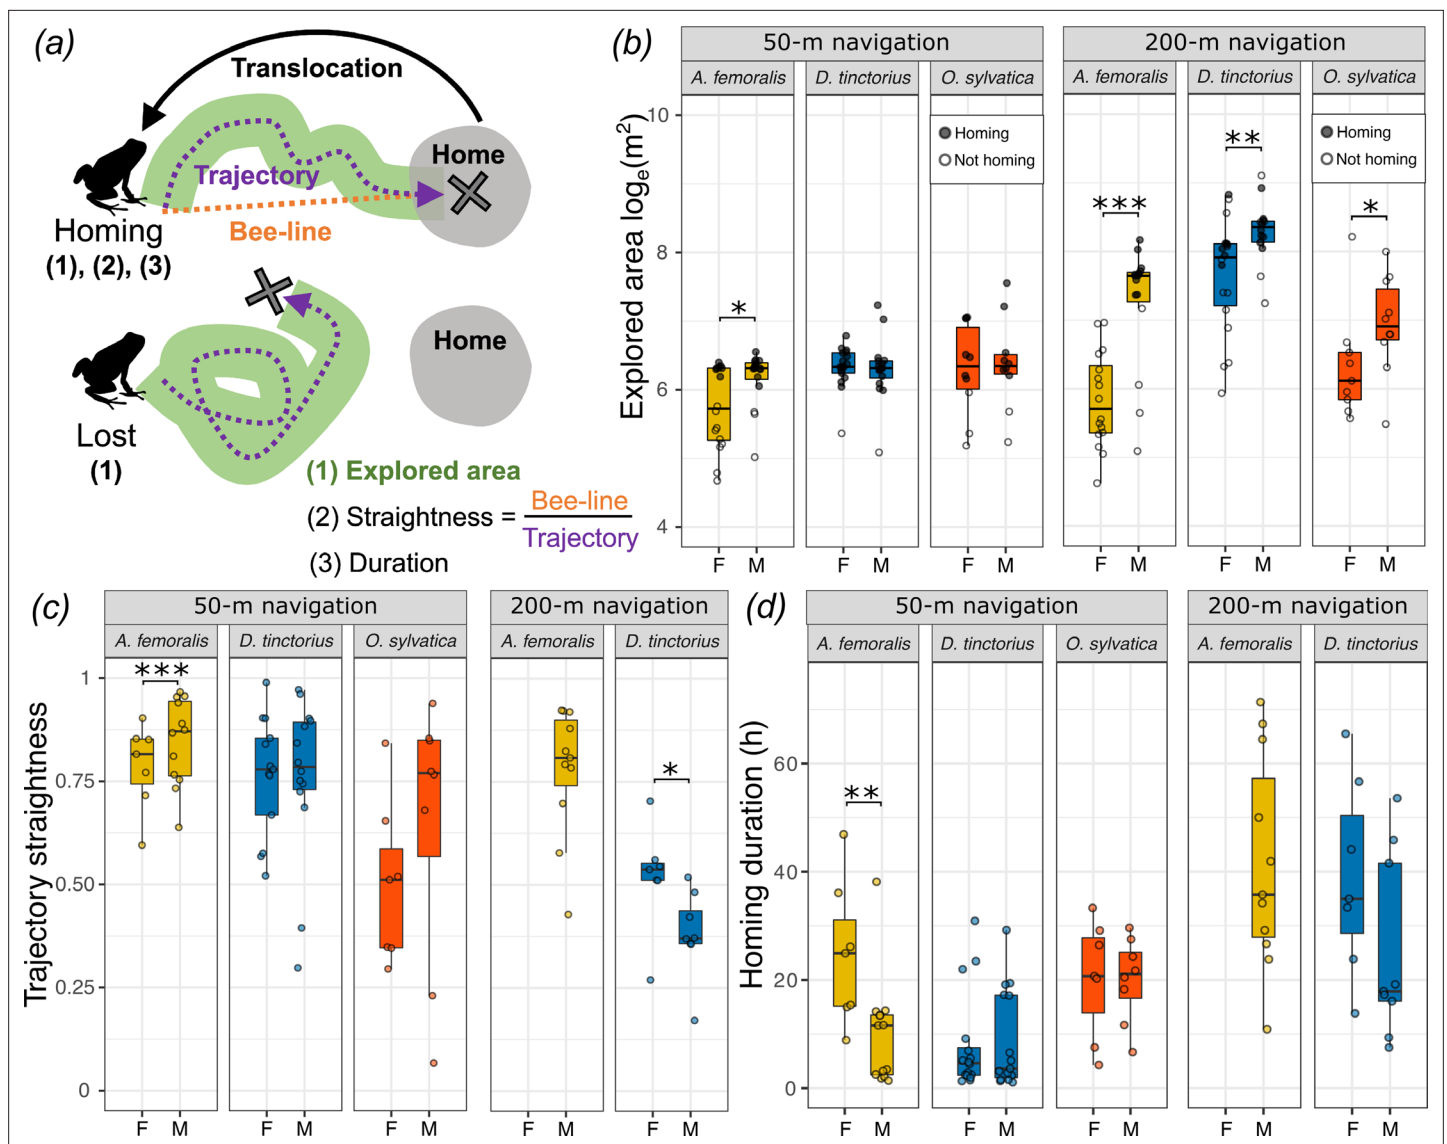 (a)
Translocation
Home
Trajectory
Bee-line
Homing
(1), (2), (3)
Home
Lost
(1)
(1) Explored area
(2) Straightness = Bee-line
Trajectory
(3) Duration
(b)
50-m navigation
200-m navigation
A. femoralis
D. tinctorius
O. sylvatica
A. femoralis
D. tinctorius
O. sylvatica
Explored area logₑ(m²)
10
8
6
4
Homing
Not homing
Homing
Not homing
*
***
**
*
F M F M F M F M F M F M
(c)
50-m navigation
200-m navigation
A. femoralis
D. tinctorius
O. sylvatica
A. femoralis
D. tinctorius
Trajectory straightness
1
0.75
0.50
0.25
0
***
*
F M F M F M F M F M
(d)
50-m navigation
200-m navigation
A. femoralis
D. tinctorius
O. sylvatica
A. femoralis
D. tinctorius
Homing duration (h)
60
40
20
0
**
F M F M F M F M F M